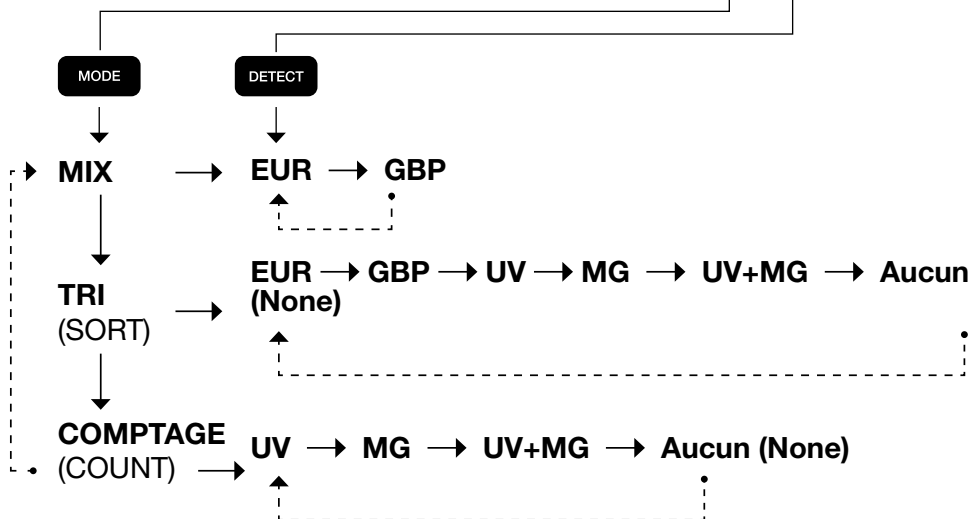 MODE DETECT
MIX EUR GBP
EUR GBP UV MG UV+MG Aucun
(None)
TRI
(SORT)
COMPTAGE
(COUNT)
UV MG UV+MG Aucun (None)